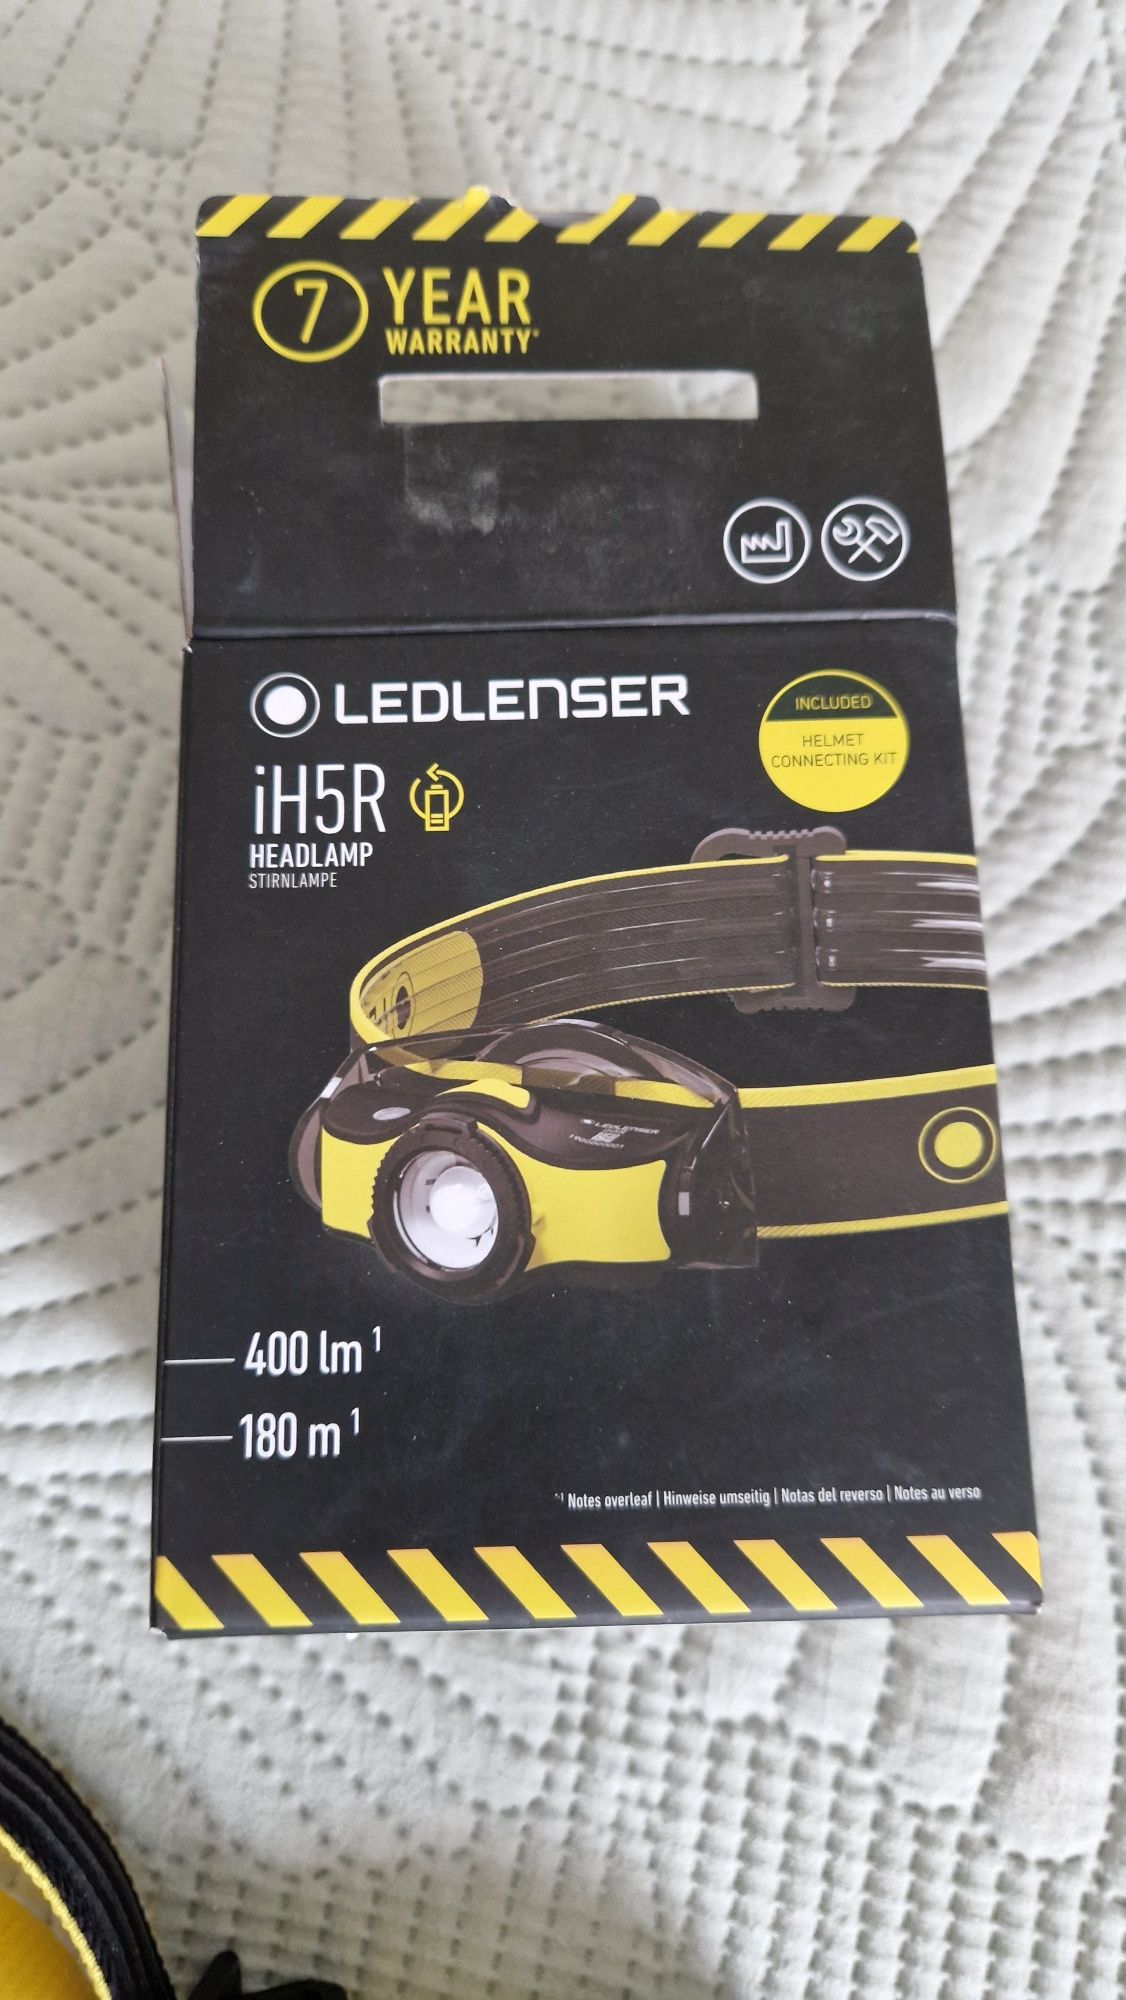 7 YEAR
WARRANTY*
LEDLENSER
INCLUDED
HELMET
CONNECTING KIT
iH5R
HEADLAMP
STIRNLAMPE
LEDLENSER
400 lm 1
180 m 1
*1 Notes overleaf | Hinweise umseitig | Notas del reverso | Notes au verso